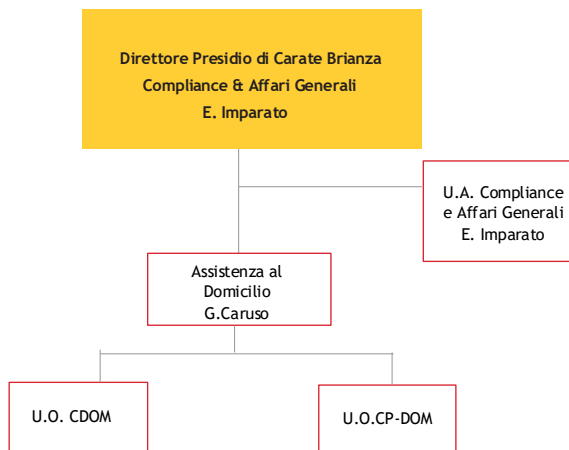 Direttore Presidio di Carate Brianza
Compliance & Affari Generali
E. Imparato
U.A. Compliance
e Affari Generali
E. Imparato
Assistenza al
Domicilio
G.Caruso
U.O. CDOM
U.O.CP-DOM